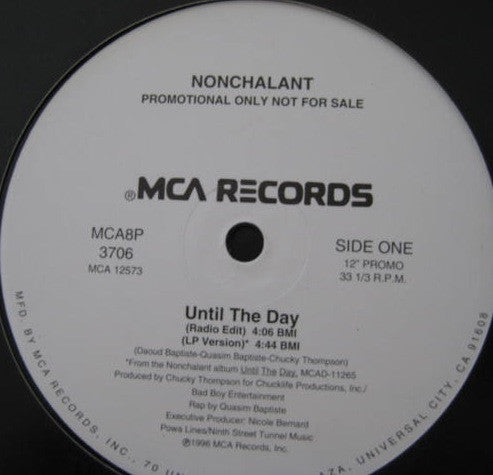 NONCHALANT
PROMOTIONAL ONLY NOT FOR SALE
®MCA RECORDS
MCA8P
3706
MCA 12573
SIDE ONE
12" PROMO
33 1/3 R.P.M.
Until The Day
(Radio Edit) 4:06 BMI
(LP Version)* 4:44 BMI
(Daoud Baptiste-Quasim Baptiste-Chucky Thompson)
*From the Nonchalant album Until The Day, MCAD-11265
Produced by Chucky Thompson for Chucklife Productions, Inc./
Bad Boy Entertainment
Rap by Quasim Baptiste
Executive Producer: Nicole Bernard
Powa Lines/Ninth Street Tunnel Music
℗1996 MCA Records, Inc.
MFD. BY MCA RECORDS, INC., 70 UNIVERSAL CITY, CA 91608